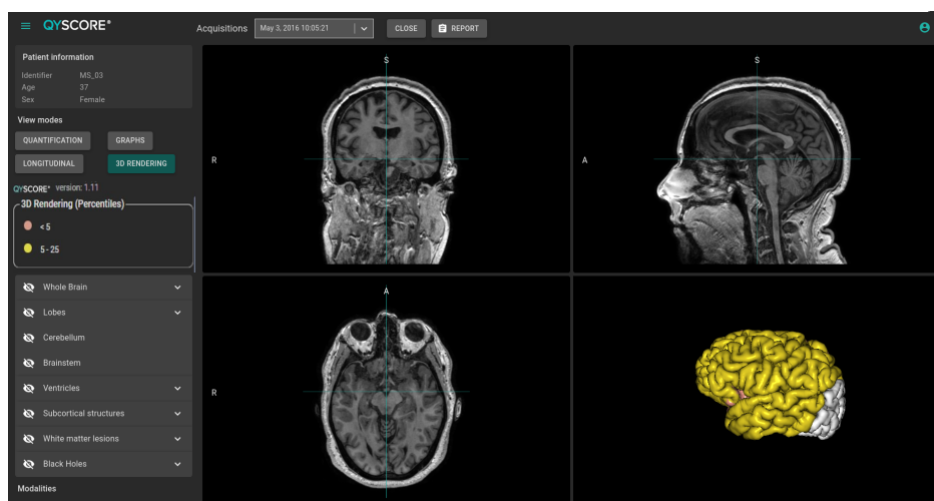 QYSCORE®
Acquisitions
May 3, 2016 10:05:21
CLOSE
REPORT
Patient information
Identifier MS_03
Age 37
Sex Female
View modes
QUANTIFICATION GRAPHS
LONGITUDINAL 3D RENDERING
QYSCORE® version: 1.11
3D Rendering (Percentiles)
< 5
5 - 25
Whole Brain
Lobes
Cerebellum
Brainstem
Ventricles
Subcortical structures
White matter lesions
Black Holes
Modalities
S
R
S
A
A
R